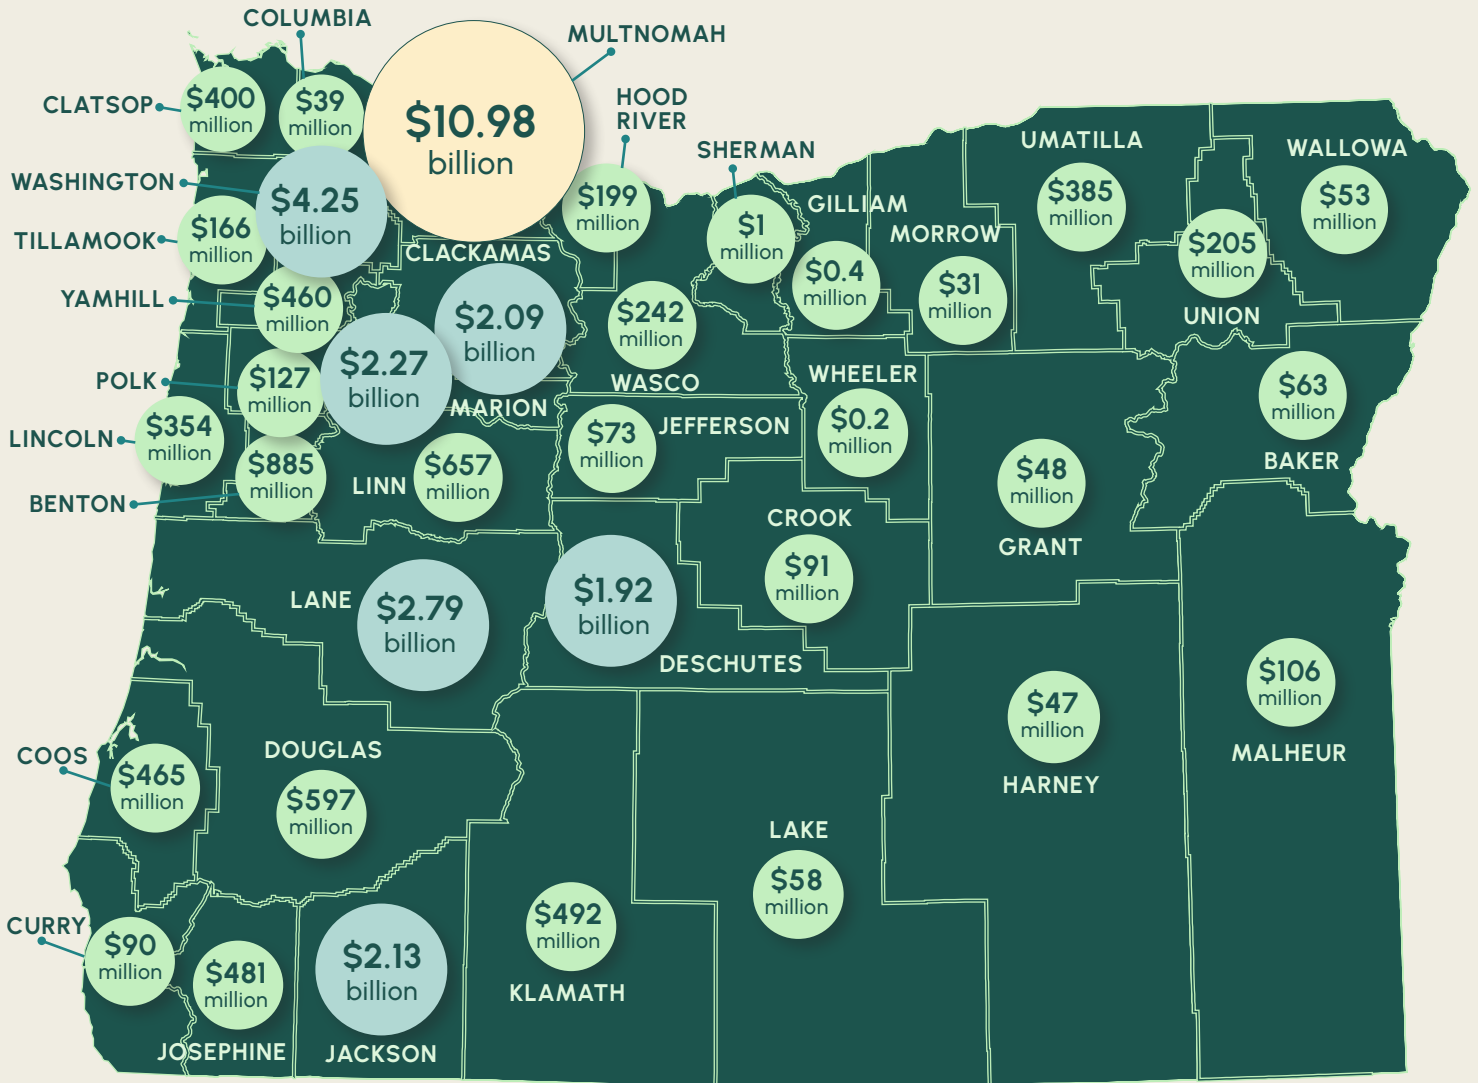 COLUMBIA
MULTNOMAH
CLATSOP
$400
million
$39
million
$10.98
billion
HOOD
RIVER
SHERMAN
UMATILLA
WALLOWA
WASHINGTON
$4.25
billion
$199
million
$1
million
GILLIAM
MORROW
$385
million
$53
million
TILLAMOOK
$166
million
CLACKAMAS
$205
million
UNION
YAMHILL
$460
million
$2.09
billion
$242
million
WASCO
$0.4
million
$31
million
POLK
$127
million
$2.27
billion
MARION
WHEELER
$0.2
million
$63
million
BAKER
LINCOLN
$354
million
$73
million
JEFFERSON
BENTON
$885
million
LINN
$657
million
CROOK
$91
million
$48
million
GRANT
LANE
$2.79
billion
$1.92
billion
DESCHUTES
$47
million
HARNEY
$106
million
MALHEUR
COOS
$465
million
DOUGLAS
$597
million
LAKE
$58
million
CURRY
$90
million
$481
million
JOSEPHINE
$2.13
billion
JACKSON
$492
million
KLAMATH